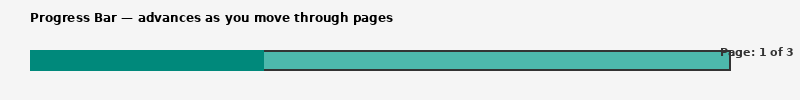 Progress Bar — advances as you move through pages
Page: 1 of 3